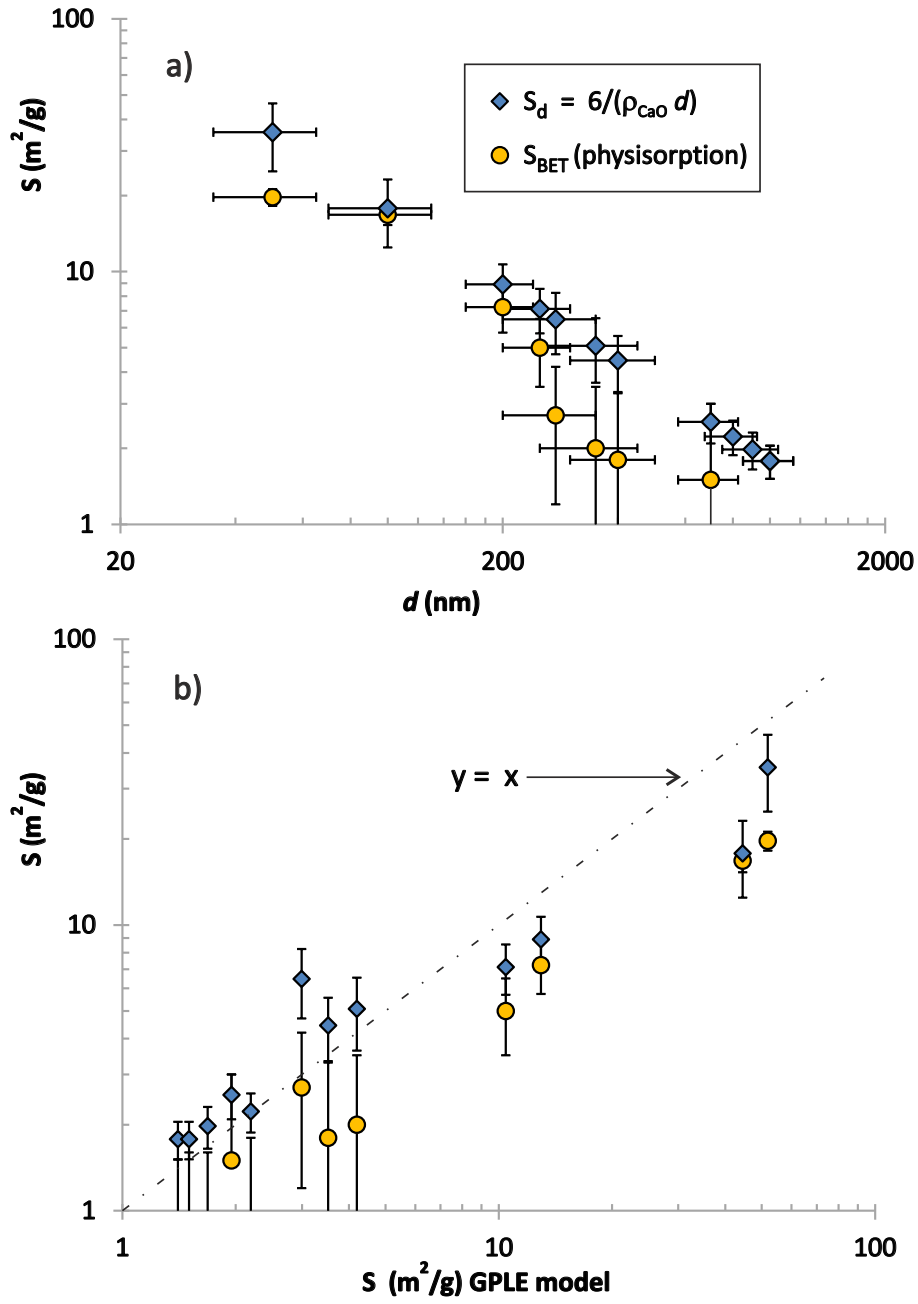 100
a)
S (m²/g)
S_d = 6/(ρ_CaO d)
S_BET (physisorption)
10
1
20 200 2000
d (nm)
100
b)
y = x
S (m²/g)
10
1
1 10 100
S (m²/g) GPLE model